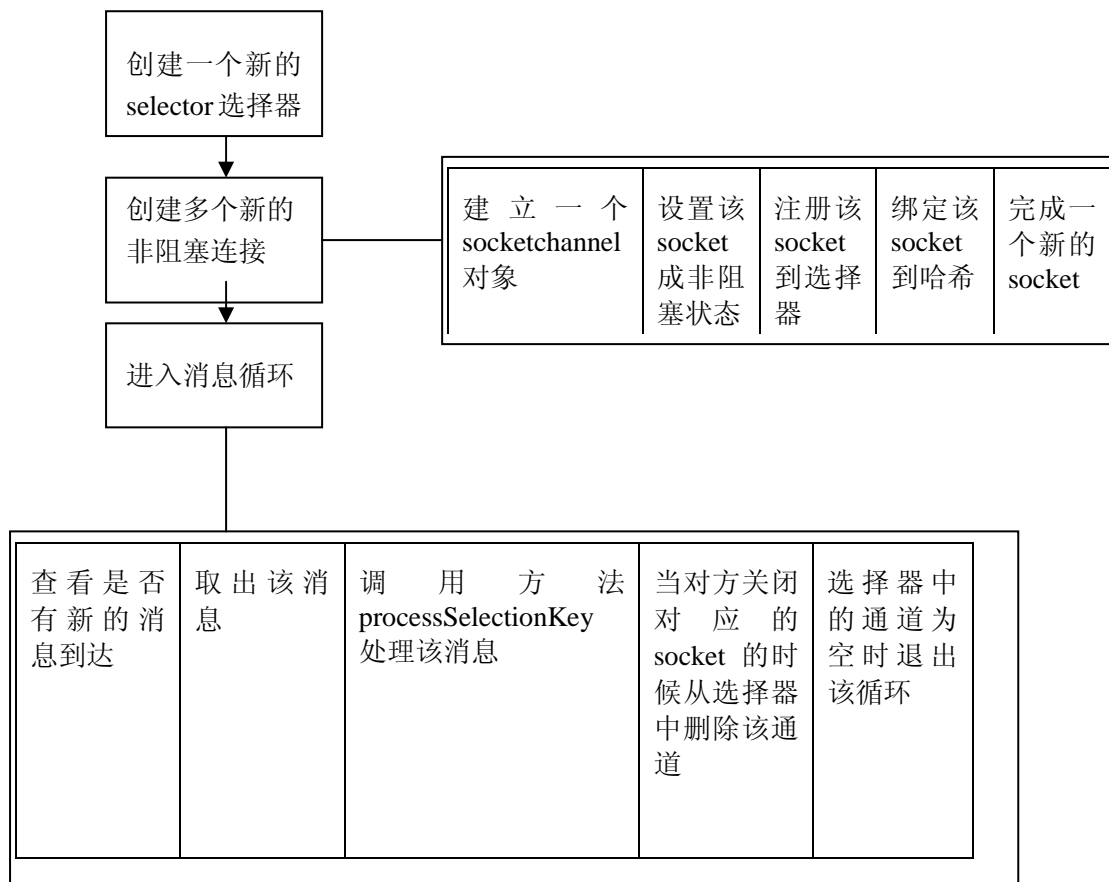 创建一个新的
selector 选择器
创建多个新的
非阻塞连接
进入消息循环
建立一个
socketchannel
对象
设置该
socket
成非阻
塞状态
注册该
socket
到选择
器
绑定该
socket
到哈希
完成一
个新的
socket
查看是否
有新的消
息到达
取出该消
息
调用方法
processSelectionKey
处理该消息
当对方关闭
对应的
socket 的时
候从选择器
中删除该通
道
选择器中
的通道为
空时退出
该循环